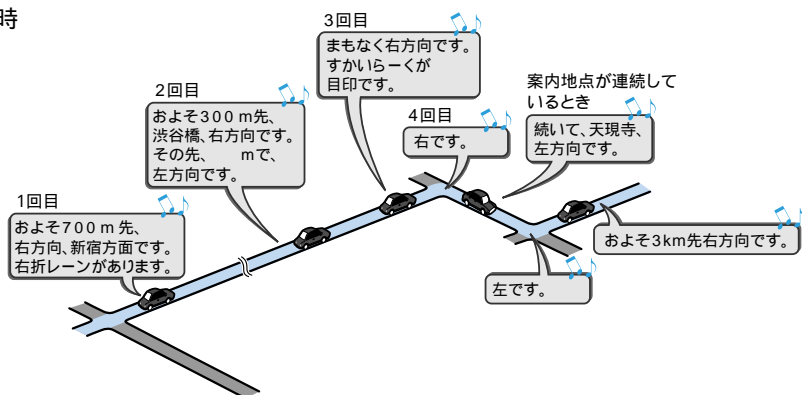 時
1回目
およそ700m先、
右方向、新宿方面です。
右折レーンがあります。
2回目
およそ300m先、
渋谷橋、右方向です。
その先、　　mで、
左方向です。
3回目
まもなく右方向です。
すかいらーくが
目印です。
4回目
右です。
案内地点が連続して
いるとき
続いて、天現寺、
左方向です。
左です。
およそ3km先右方向です。